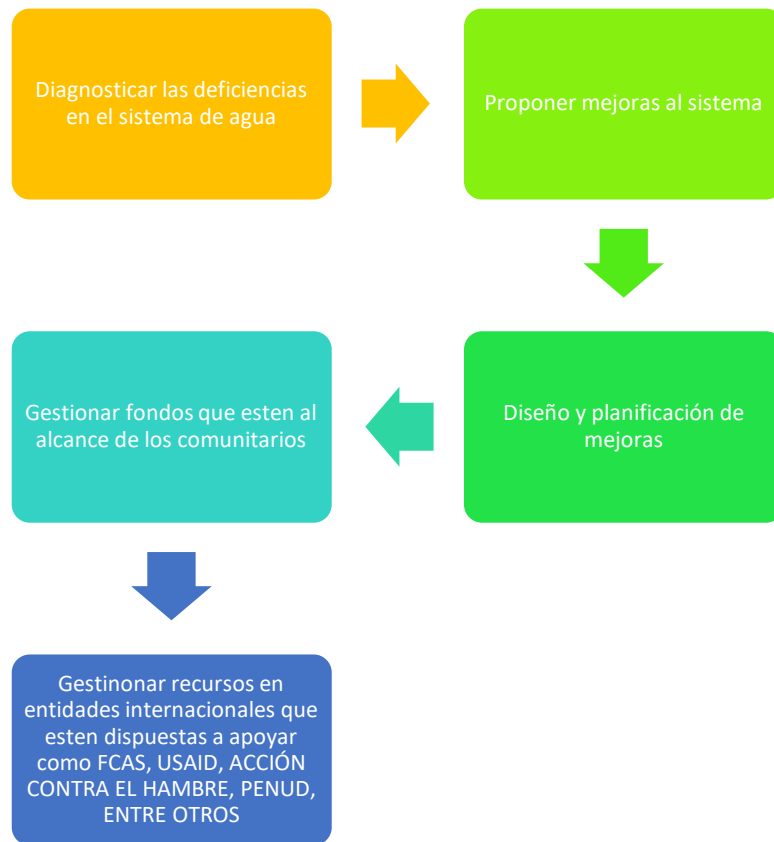 Diagnosticar las deficiencias
en el sistema de agua
Proponer mejoras al sistema
Diseño y planificación de
mejoras
Gestionar fondos que esten al
alcance de los comunitarios
Gestinonar recursos en
entidades internacionales que
esten dispuestas a apoyar
como FCAS, USAID, ACCIÓN
CONTRA EL HAMBRE, PENUD,
ENTRE OTROS